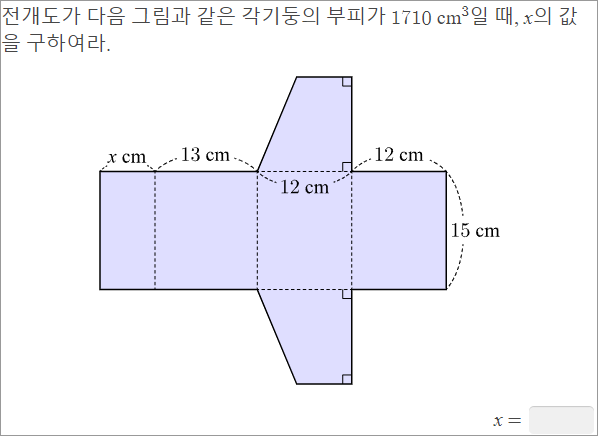 전개도가 다음 그림과 같은 각기둥의 부피가 1710 cm³일 때, x의 값
을 구하여라.
x cm
13 cm
12 cm
12 cm
15 cm
x =